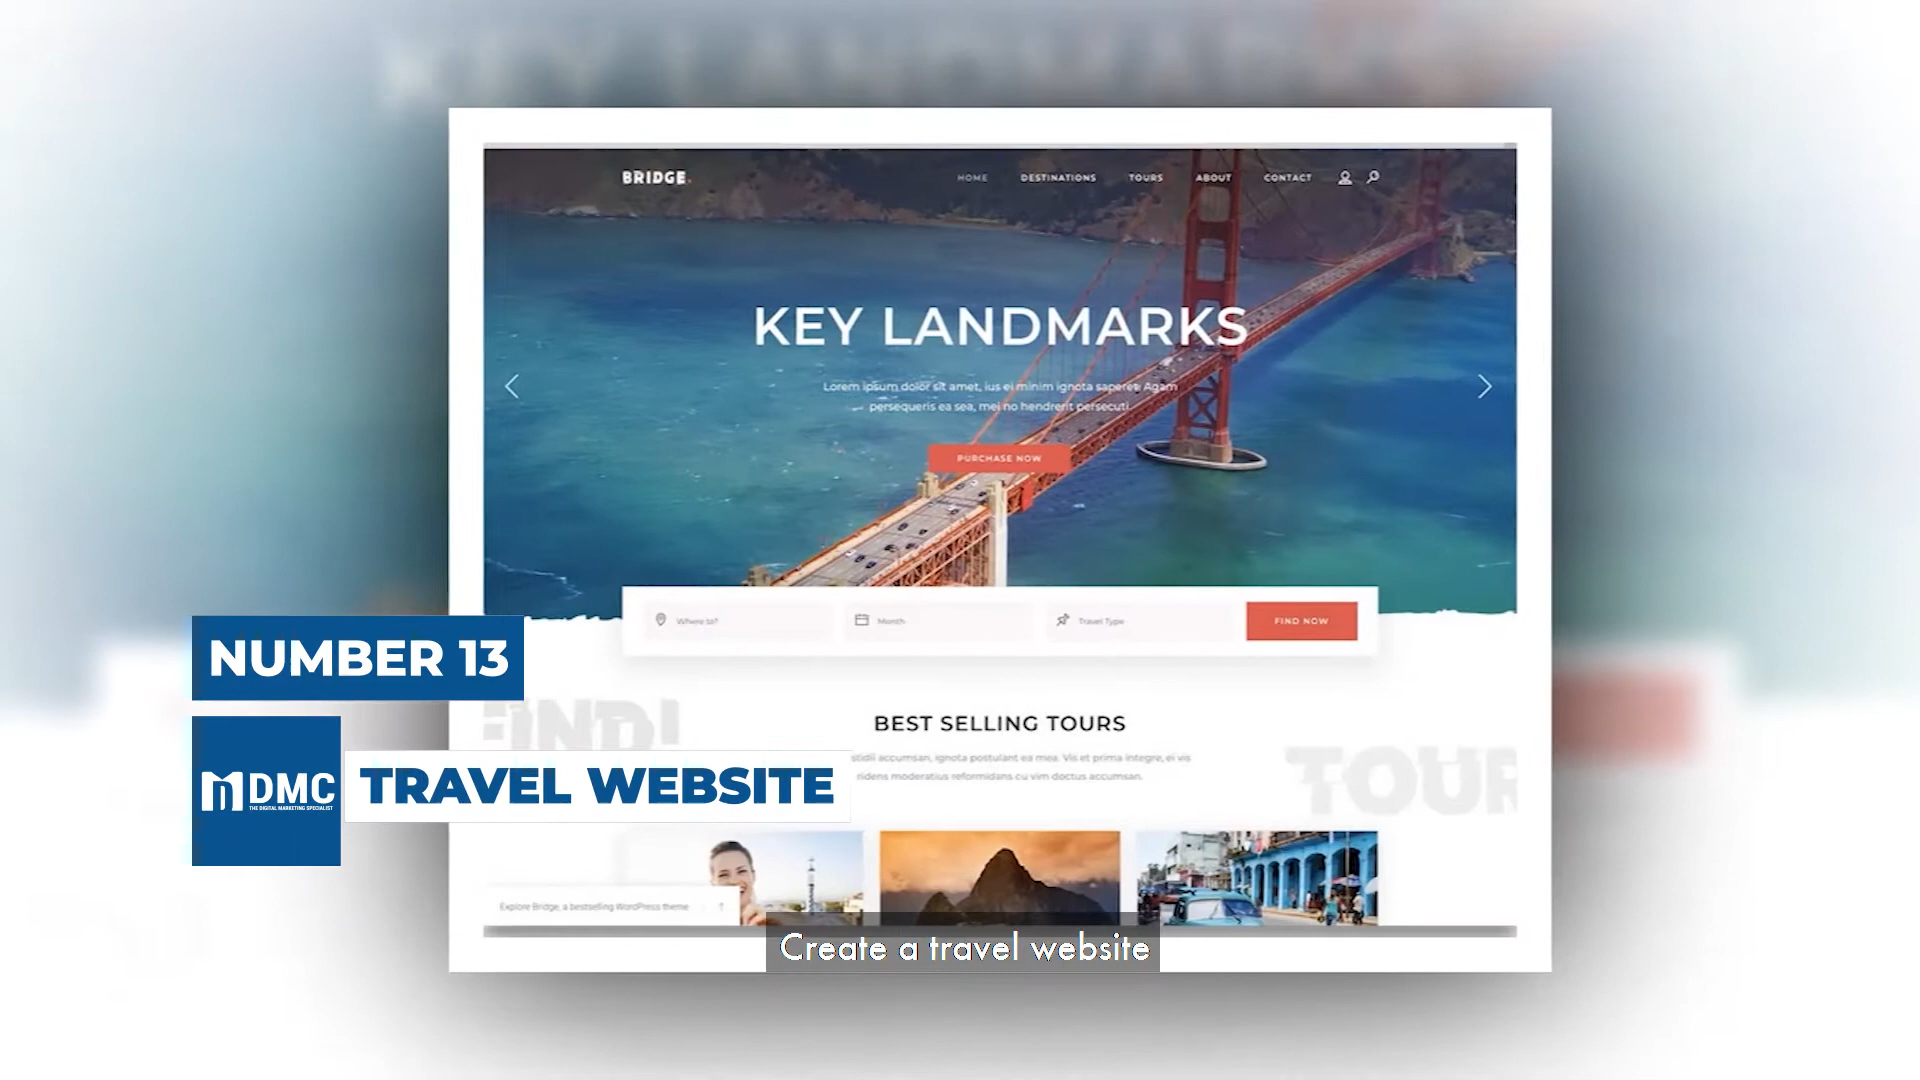 BRIDGE.
HOME DESTINATIONS TOURS ABOUT CONTACT
KEY LANDMARKS
Lorem ipsum dolor sit amet, ius ei minim ignota saperet. Agam
persequeris ea sea, mei no hendrerit persecuti.
PURCHASE NOW
Where to? Month Travel Type FIND NOW
NUMBER 13
FIND!
BEST SELLING TOURS
stidii accumsan, ignota postulant ea mea. Vis et prima integre, ei vis
ridens moderatius reformidans cu vim doctus accumsan.
TOUR
DMC
THE DIGITAL MARKETING SPECIALIST
TRAVEL WEBSITE
Explore Bridge, a bestselling WordPress theme
Create a travel website